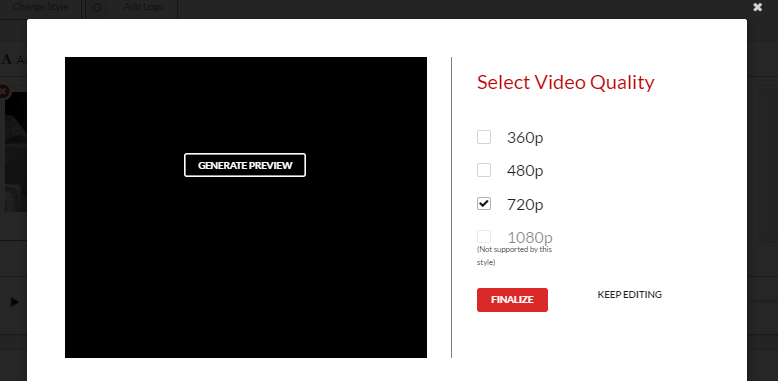 Change Style
Add Logo
A
GENERATE PREVIEW
Select Video Quality
360p
480p
720p
1080p
(Not supported by this
style)
FINALIZE
KEEP EDITING